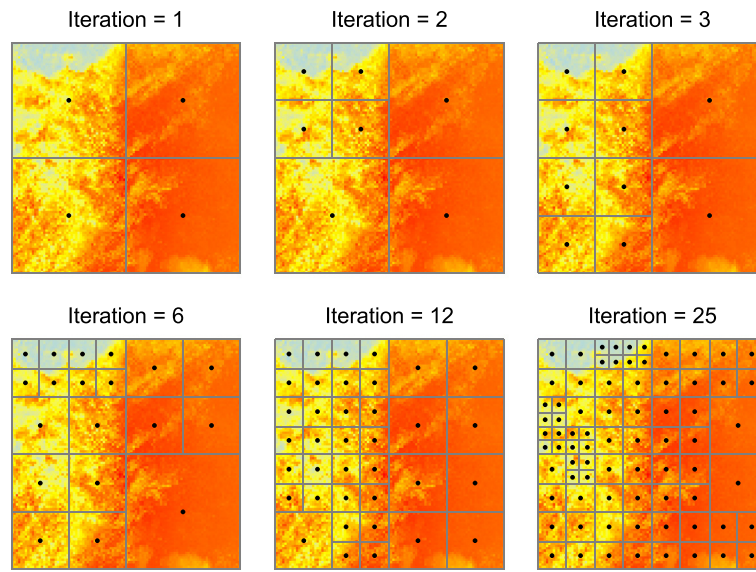 Iteration = 1
Iteration = 2
Iteration = 3
Iteration = 6
Iteration = 12
Iteration = 25